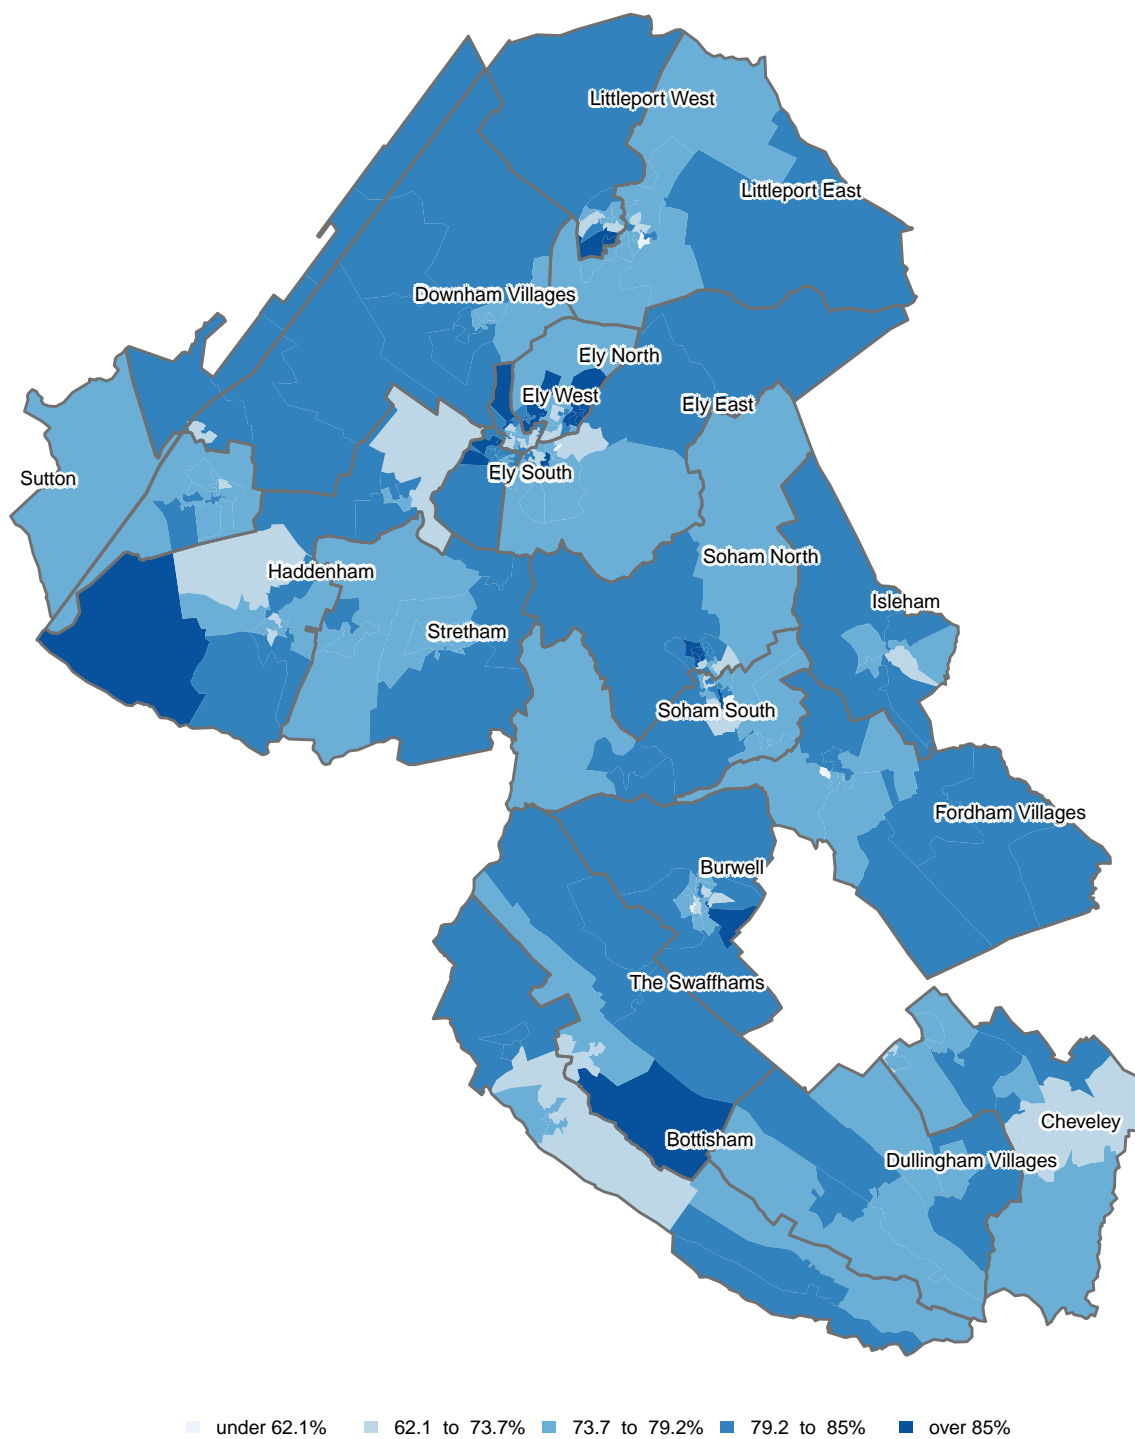 Littleport West
Littleport East
Downham Villages
Ely North
Ely West
Ely East
Ely South
Sutton
Soham North
Haddenham
Isleham
Stretham
Soham South
Fordham Villages
Burwell
The Swaffhams
Cheveley
Bottisham
Dullingham Villages
under 62.1% 62.1 to 73.7% 73.7 to 79.2% 79.2 to 85% over 85%